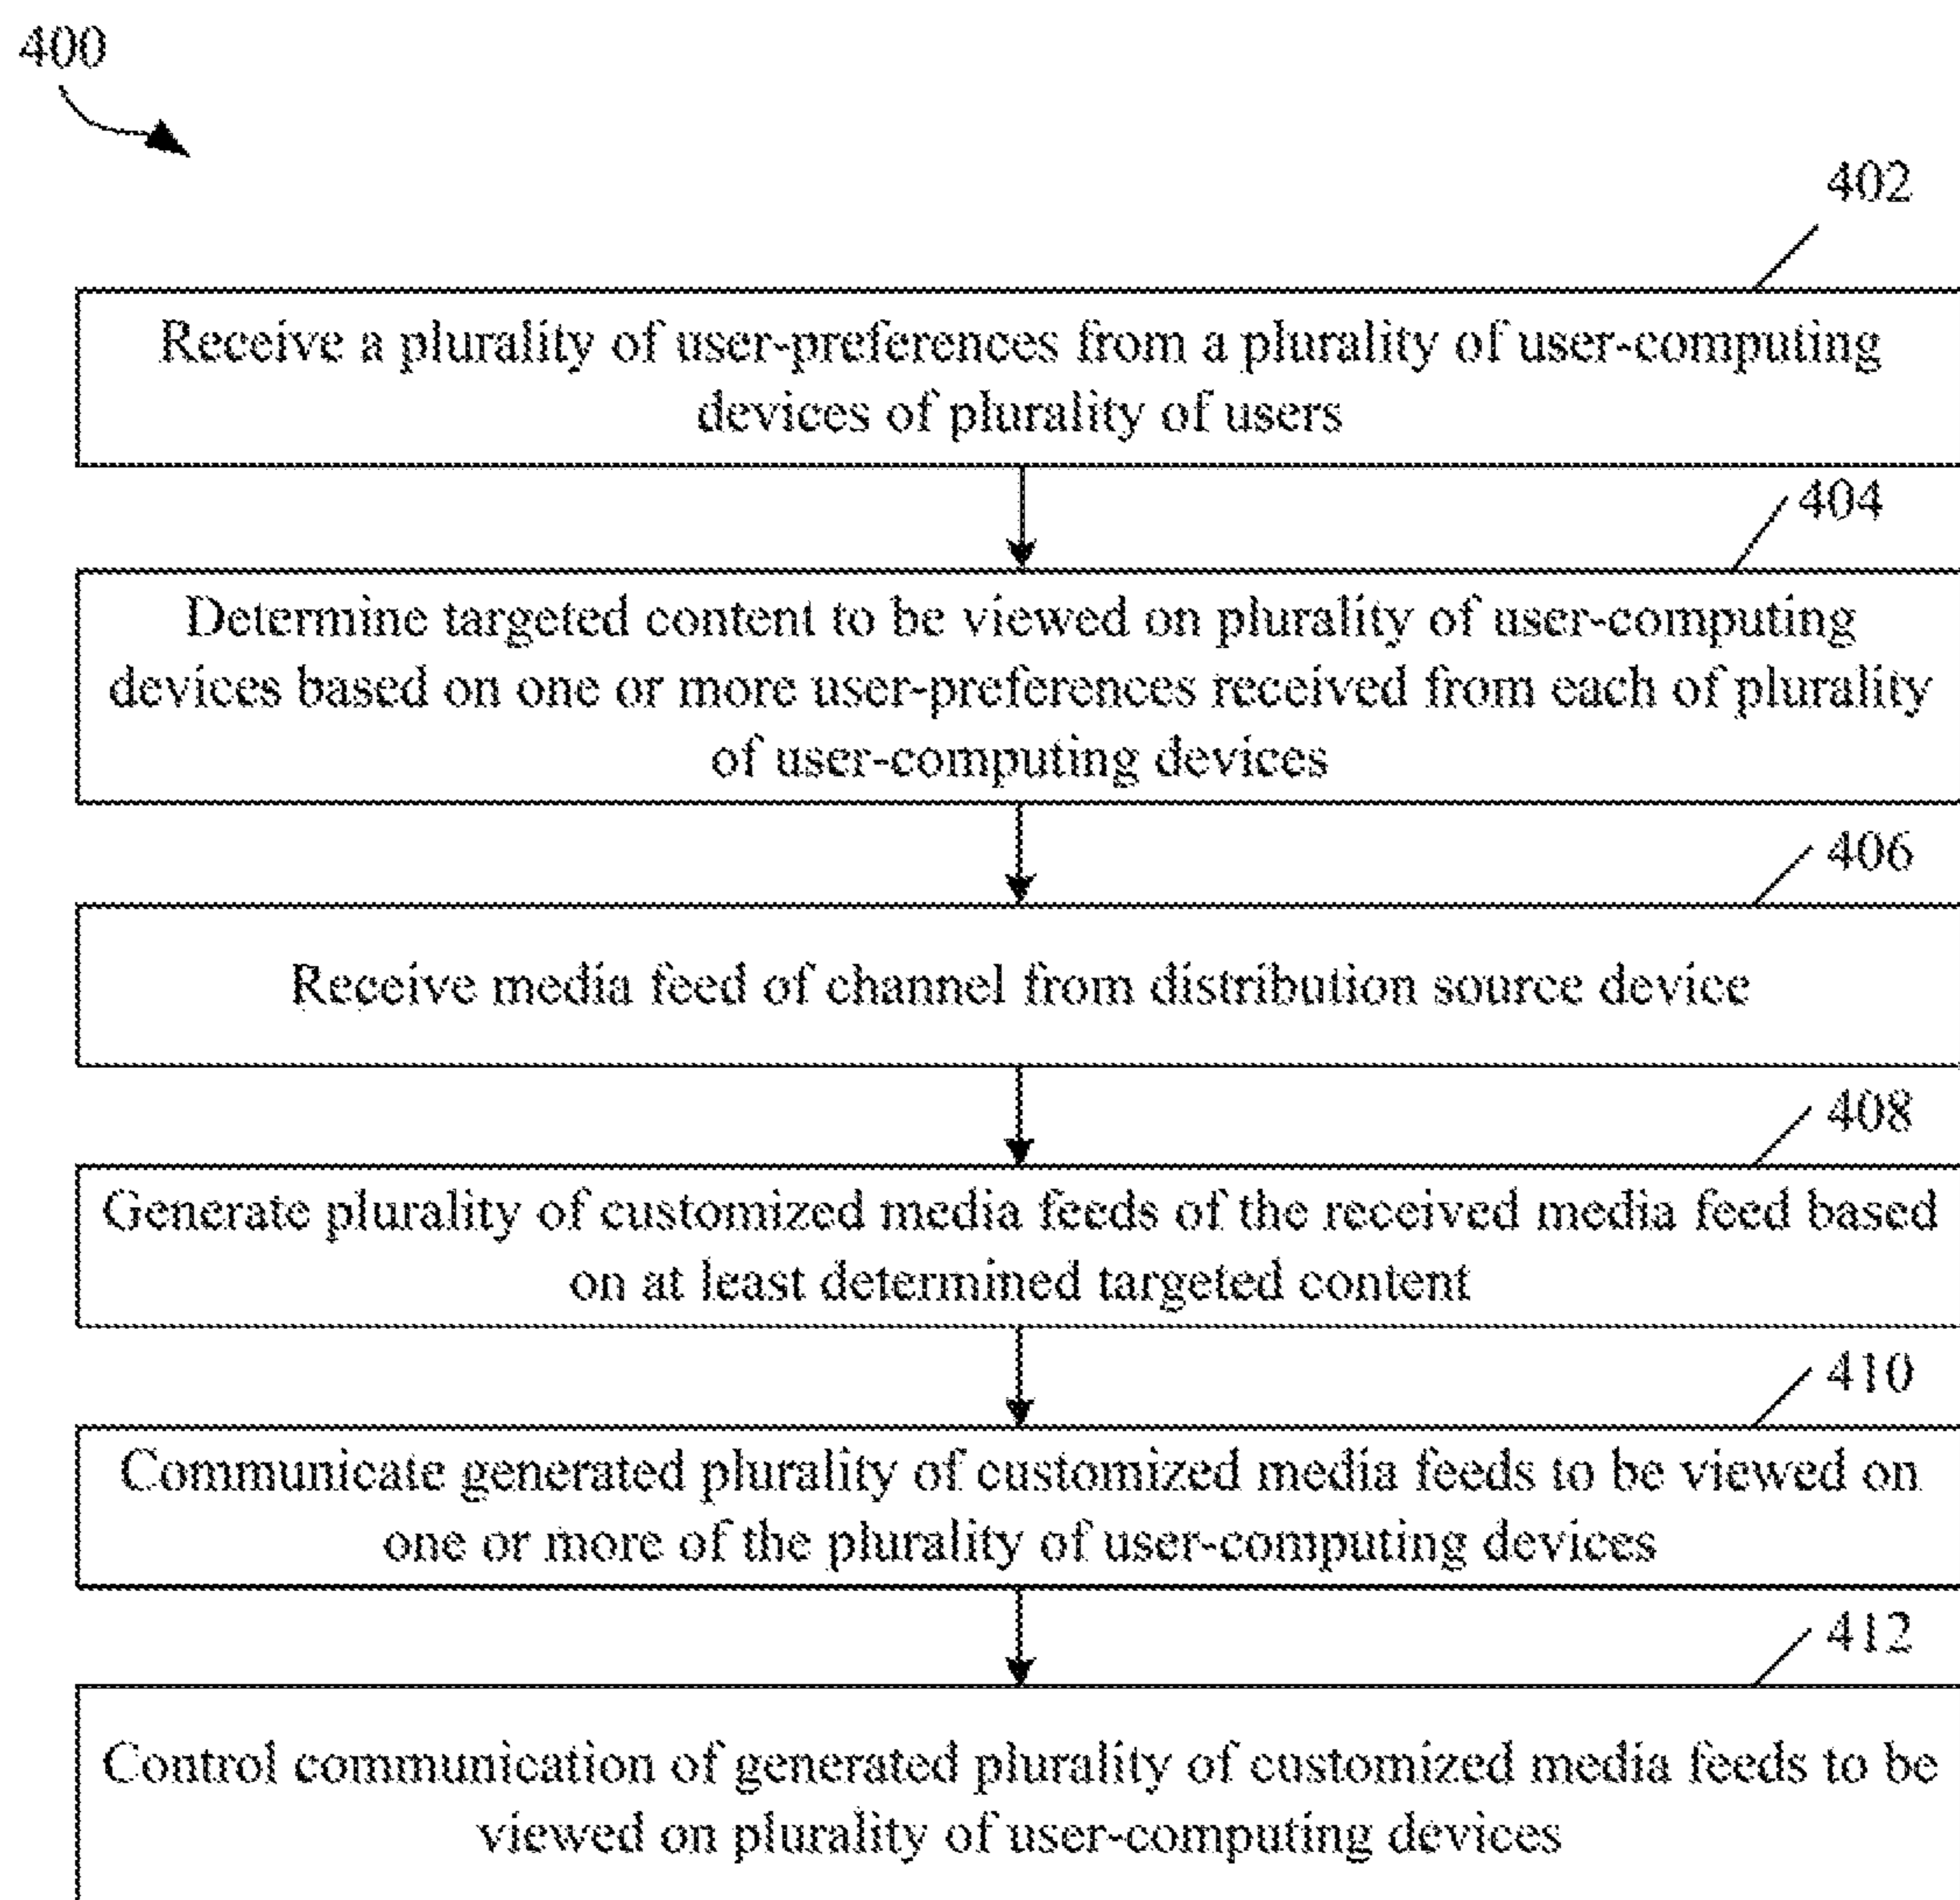 400
402
Receive a plurality of user-preferences from a plurality of user-computing
devices of plurality of users
404
Determine targeted content to be viewed on plurality of user-computing
devices based on one or more user-preferences received from each of plurality
of user-computing devices
406
Receive media feed of channel from distribution source device
408
Generate plurality of customized media feeds of the received media feed based
on at least determined targeted content
410
Communicate generated plurality of customized media feeds to be viewed on
one or more of the plurality of user-computing devices
412
Control communication of generated plurality of customized media feeds to be
viewed on plurality of user-computing devices